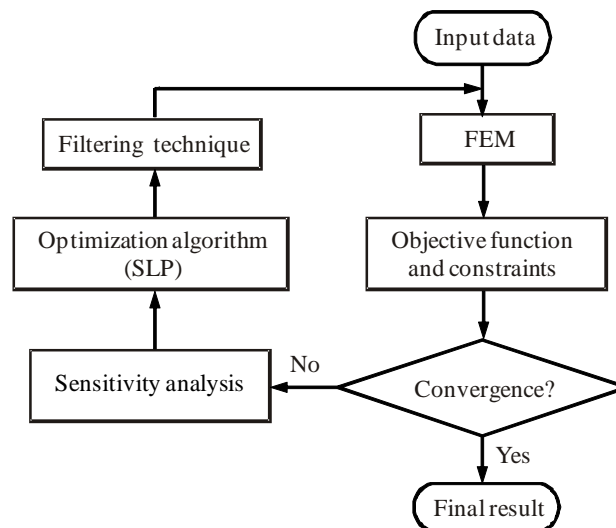 Input data
Filtering technique
FEM
Optimization algorithm
(SLP)
Objective function
and constraints
No
Sensitivity analysis
Convergence?
Yes
Final result